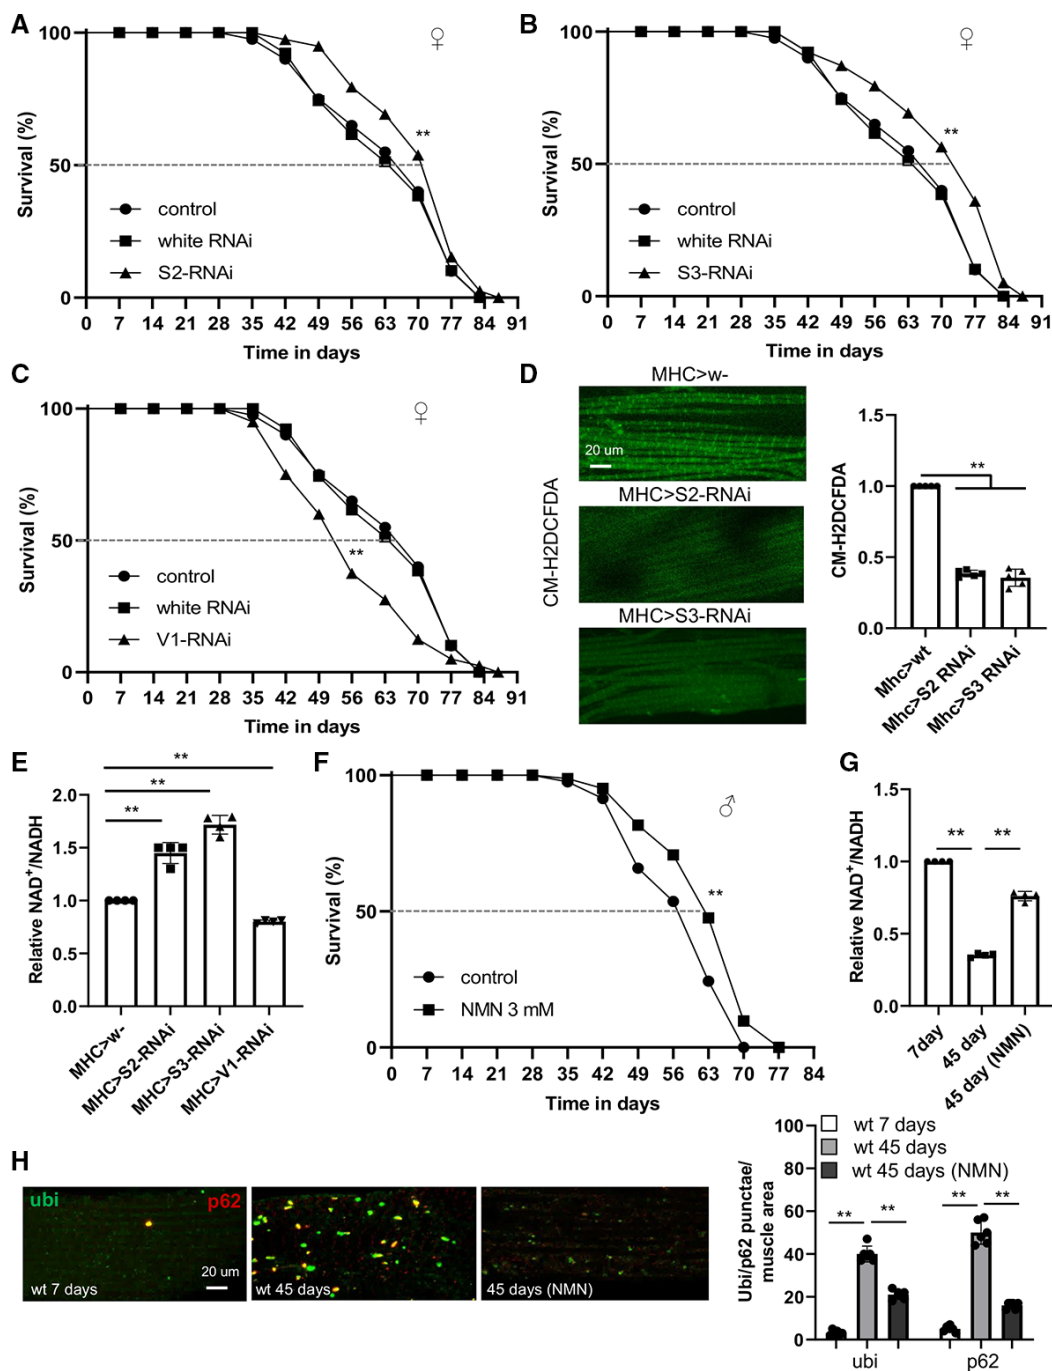 A
♀
100
50
0
Survival (%)
**
control
white RNAi
S2-RNAi
0 7 14 21 28 35 42 49 56 63 70 77 84 91
Time in days
B
♀
100
50
0
Survival (%)
**
control
white RNAi
S3-RNAi
0 7 14 21 28 35 42 49 56 63 70 77 84 91
Time in days
C
♀
100
50
0
Survival (%)
**
control
white RNAi
V1-RNAi
0 7 14 21 28 35 42 49 56 63 70 77 84 91
Time in days
D
CM-H2DCFDA
MHC>w-
20 um
MHC>S2-RNAi
MHC>S3-RNAi
CM-H2DCFDA
1.5
1.0
0.5
0.0
**
Mhc>wt
Mhc>S2 RNAi
Mhc>S3 RNAi
E
Relative NAD⁺/NADH
2.0
1.5
1.0
0.5
0.0
**
**
**
MHC>w-
MHC>S2-RNAi
MHC>S3-RNAi
MHC>V1-RNAi
F
♂
100
50
0
Survival (%)
**
control
NMN 3 mM
0 7 14 21 28 35 42 49 56 63 70 77 84
Time in days
G
Relative NAD⁺/NADH
1.5
1.0
0.5
0.0
** **
7day
45 day
45 day (NMN)
H
ubi
p62
20 um
wt 7 days
wt 45 days
45 days (NMN)
wt 7 days
wt 45 days
wt 45 days (NMN)
Ubi/p62 punctae/
muscle area
100
80
60
40
20
0
** ** ** **
ubi p62